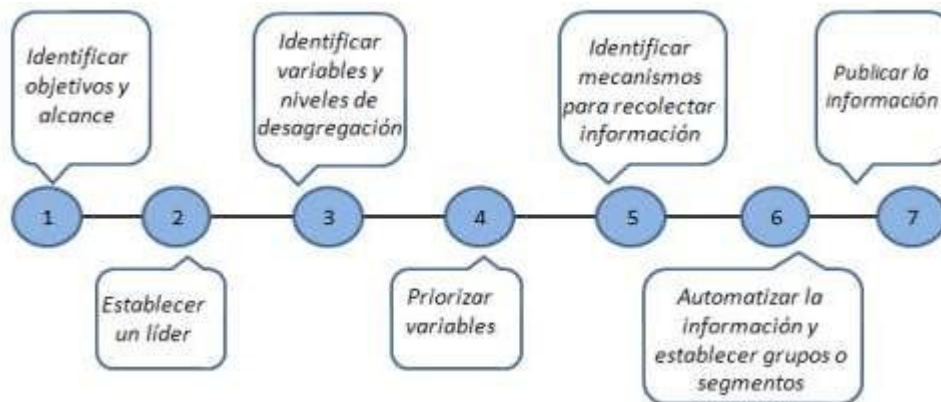 Identificar
objetivos y
alcance
Identificar
variables y
niveles de
desagregación
Identificar
mecanismos
para recolectar
información
Publicar la
información
1
2
3
4
5
6
7
Establecer
un líder
Priorizar
variables
Automatizar la
información y
establecer grupos o
segmentos